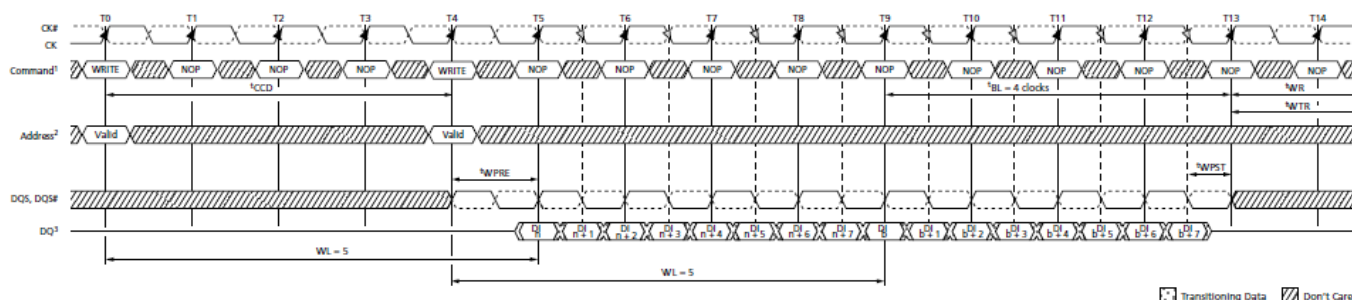 T0 T1 T2 T3 T4 T5 T6 T7 T8 T9 T10 T11 T12 T13 T14
CK#
CK
Command¹ WRITE NOP NOP NOP WRITE NOP NOP NOP NOP NOP NOP NOP NOP NOP NOP
tCCD tBL = 4 clocks tWR
tWTR
Address² Valid Valid
tWPRE tWPST
DQS, DQS#
DQ³ DI n DI n + 1 DI n + 2 DI n + 3 DI n + 4 DI n + 5 DI n + 6 DI n + 7 DI b DI b + 1 DI b + 2 DI b + 3 DI b + 4 DI b + 5 DI b + 6 DI b + 7
WL = 5
WL = 5
Transitioning Data Don't Care